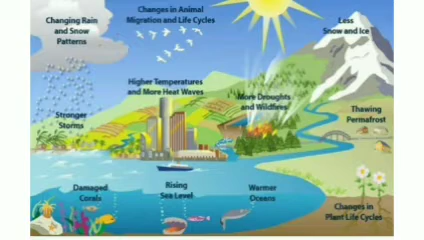 Changing Rain
and Snow
Patterns
Changes in Animal
Migration and Life Cycles
Less
Snow and Ice
Higher Temperatures
and More Heat Waves
More Droughts
and Wildfires
Thawing
Permafrost
Stronger
Storms
Damaged
Corals
Rising
Sea Level
Warmer
Oceans
Changes in
Plant Life Cycles